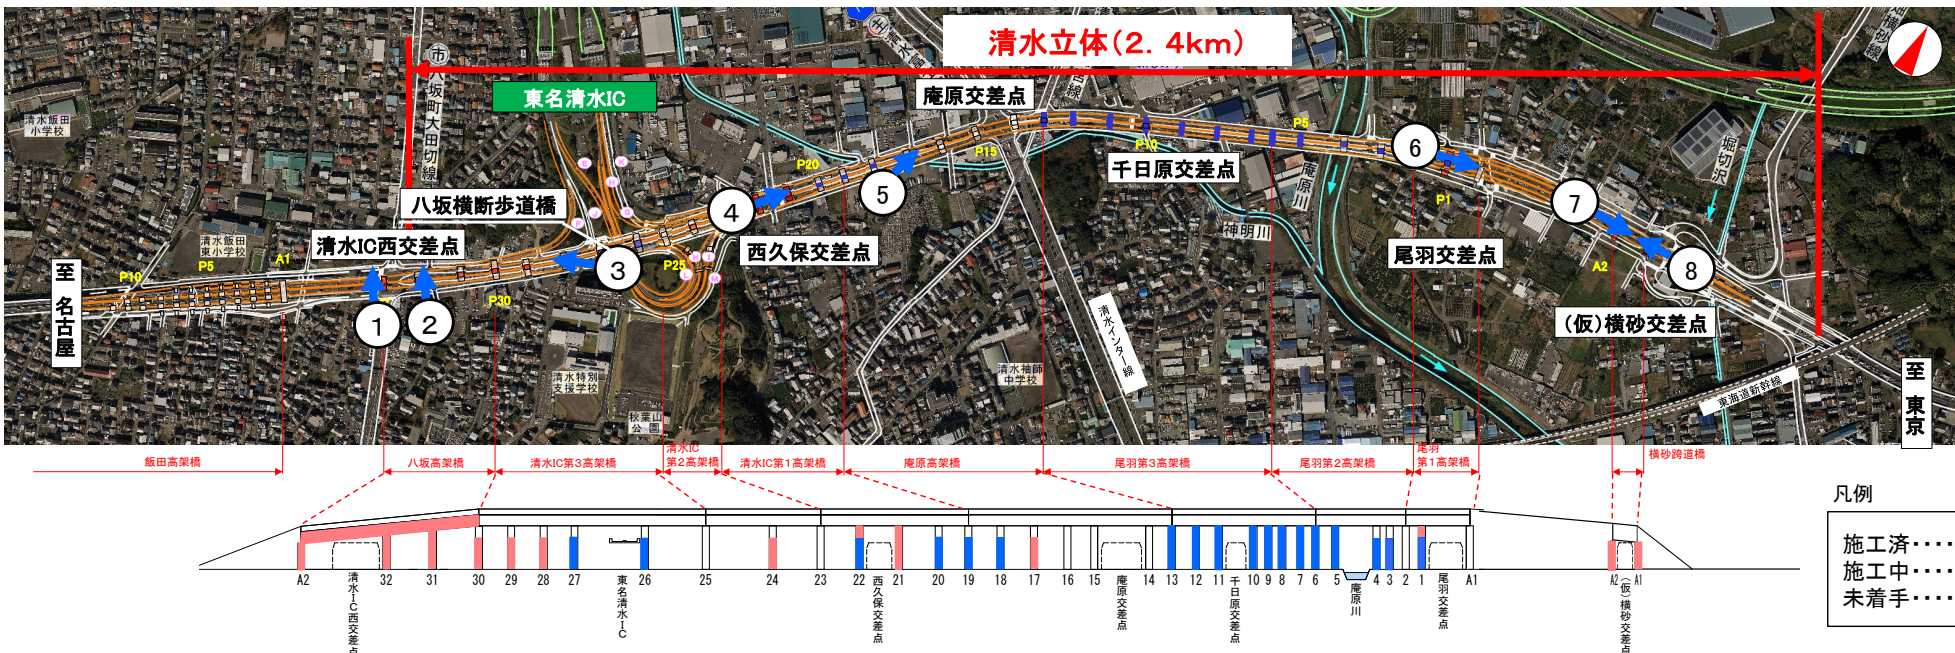 清水立体(2. 4km)
市
八坂町大田切線
東名清水IC
庵原交差点
清水飯田
小学校
八坂横断歩道橋
清水IC西交差点
清水飯田
東小学校
西久保交差点
千日原交差点
尾羽交差点
(仮)横砂交差点
庵原川
神明川
堀切沢
横砂線
至 名古屋
至 東京
P10
P5
A1
P30
P25
P20
P15
P10
P5
P1
A2
①
②
③
④
⑤
⑥
⑦
⑧
E
K
H
J
F
G
清水特別
支援学校
秋葉山
公園
清水袖師
中学校
清水インター線
東海道新幹線
飯田高架橋
八坂高架橋
清水IC第3高架橋
清水IC
第2高架橋
清水IC第1高架橋
庵原高架橋
尾羽第3高架橋
尾羽第2高架橋
尾羽
第1高架橋
横砂跨道橋
A2
清水IC西交差点
32
31
30
29
28
27
東名清水IC
26
25
24
23
22
西久保交差点
21
20
19
18
17
16
15
庵原交差点
14
13
12
11
千日原交差点
10
9
8
7
6
5
庵原川
4
3
2
1
尾羽交差点
A1
A2
(仮)横砂交差点
A1
凡例
施工済‥‥
施工中‥‥
未着手‥‥